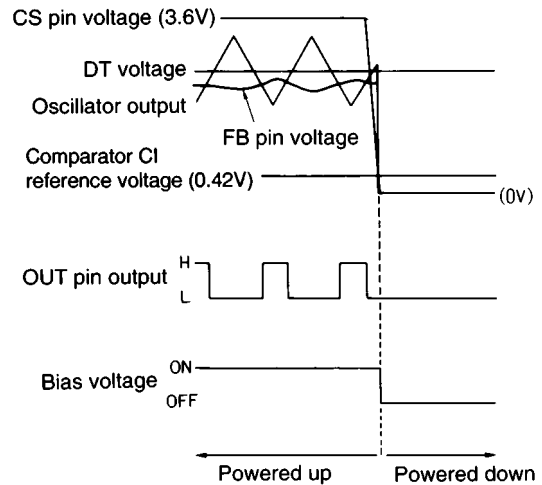 CS pin voltage (3.6V)
DT voltage
Oscillator output
FB pin voltage
Comparator CI
reference voltage (0.42V)
(0V)
OUT pin output
H
L
Bias voltage
ON
OFF
Powered up
Powered down